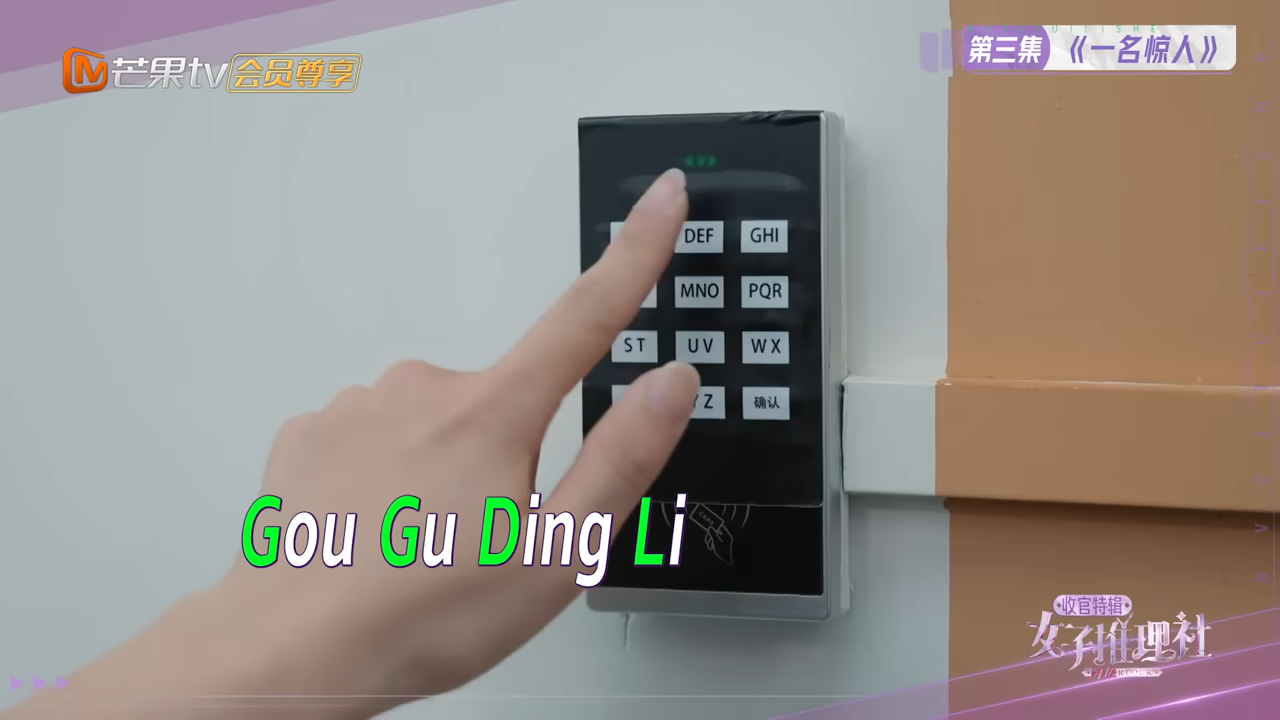 芒果tv会员尊享
第三集《一名惊人》
DEF GHI
MNO PQR
ST UV WX
YZ 确认
Gou Gu Ding Li
收官特辑
女子推理社